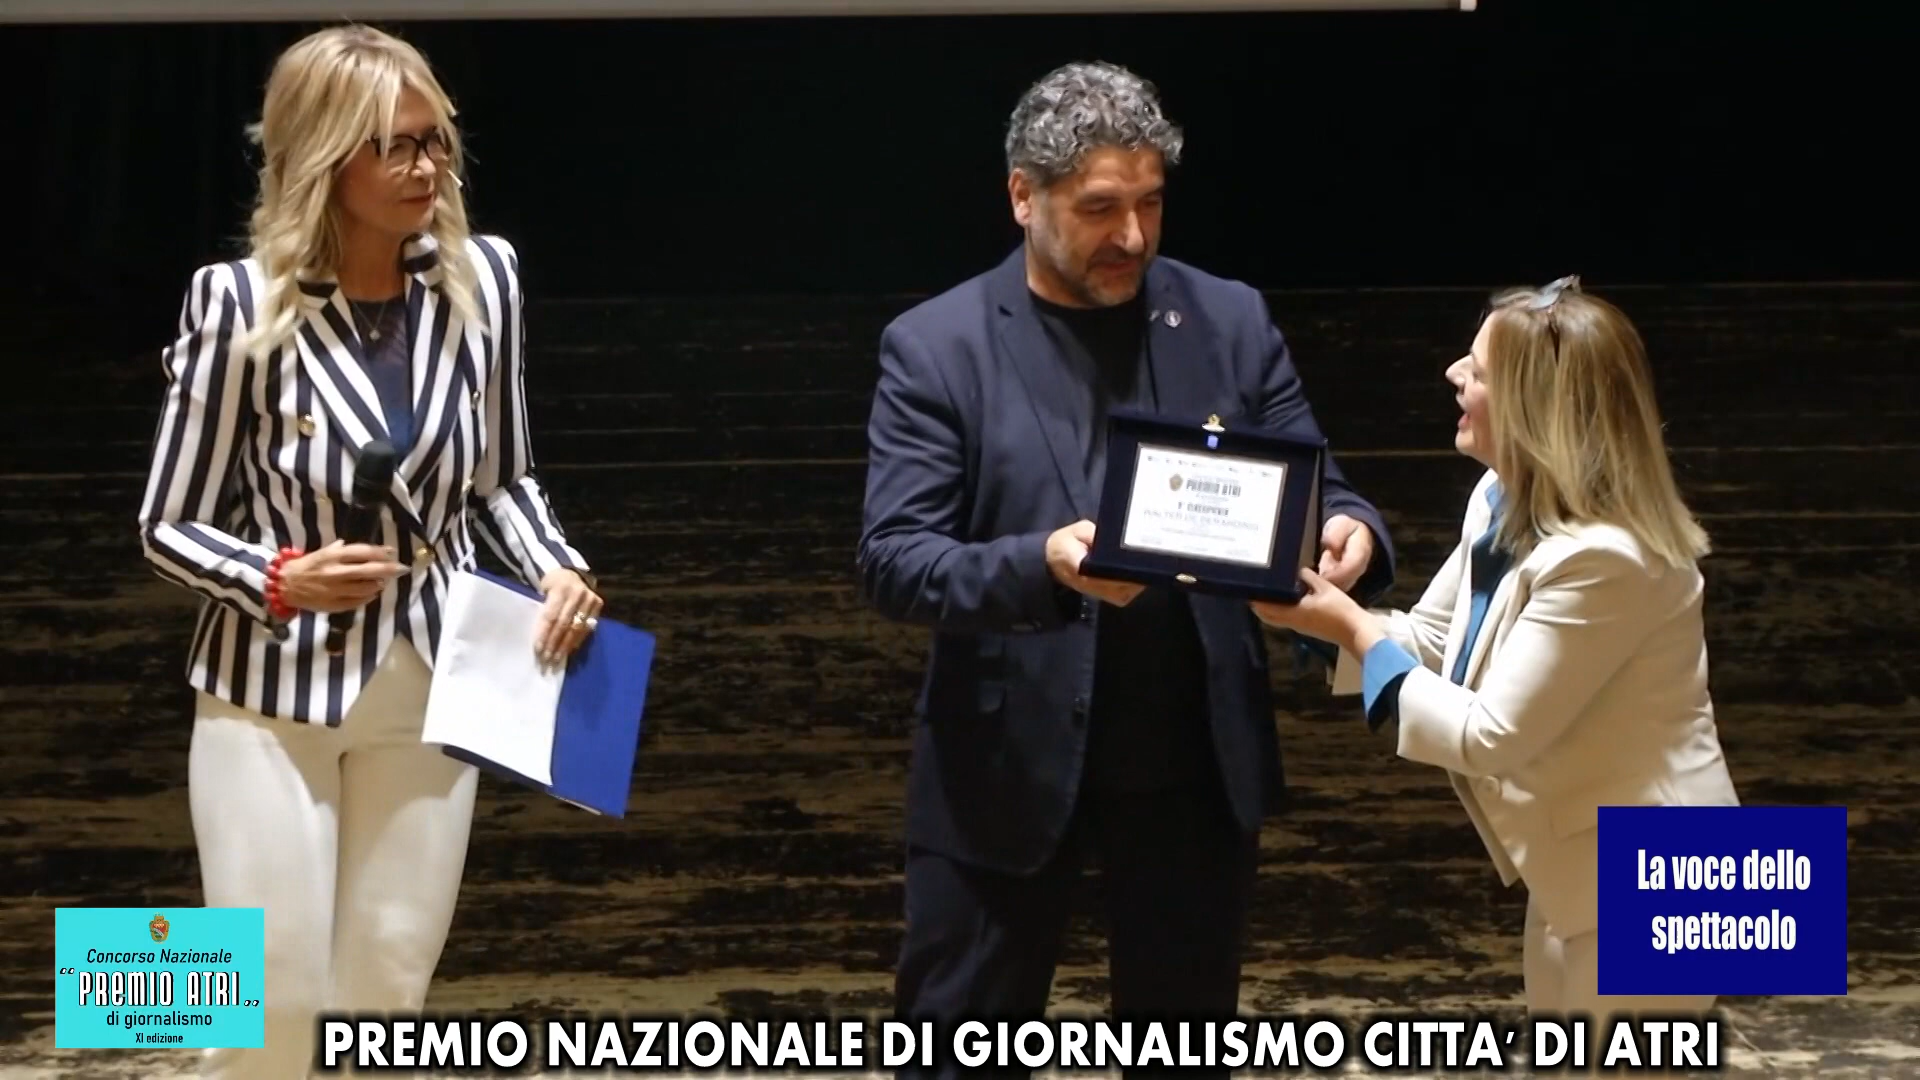 PREMIO ATRI
La voce dello
spettacolo
Concorso Nazionale
"PREMIO ATRI"
di giornalismo
XI edizione
PREMIO NAZIONALE DI GIORNALISMO CITTA' DI ATRI